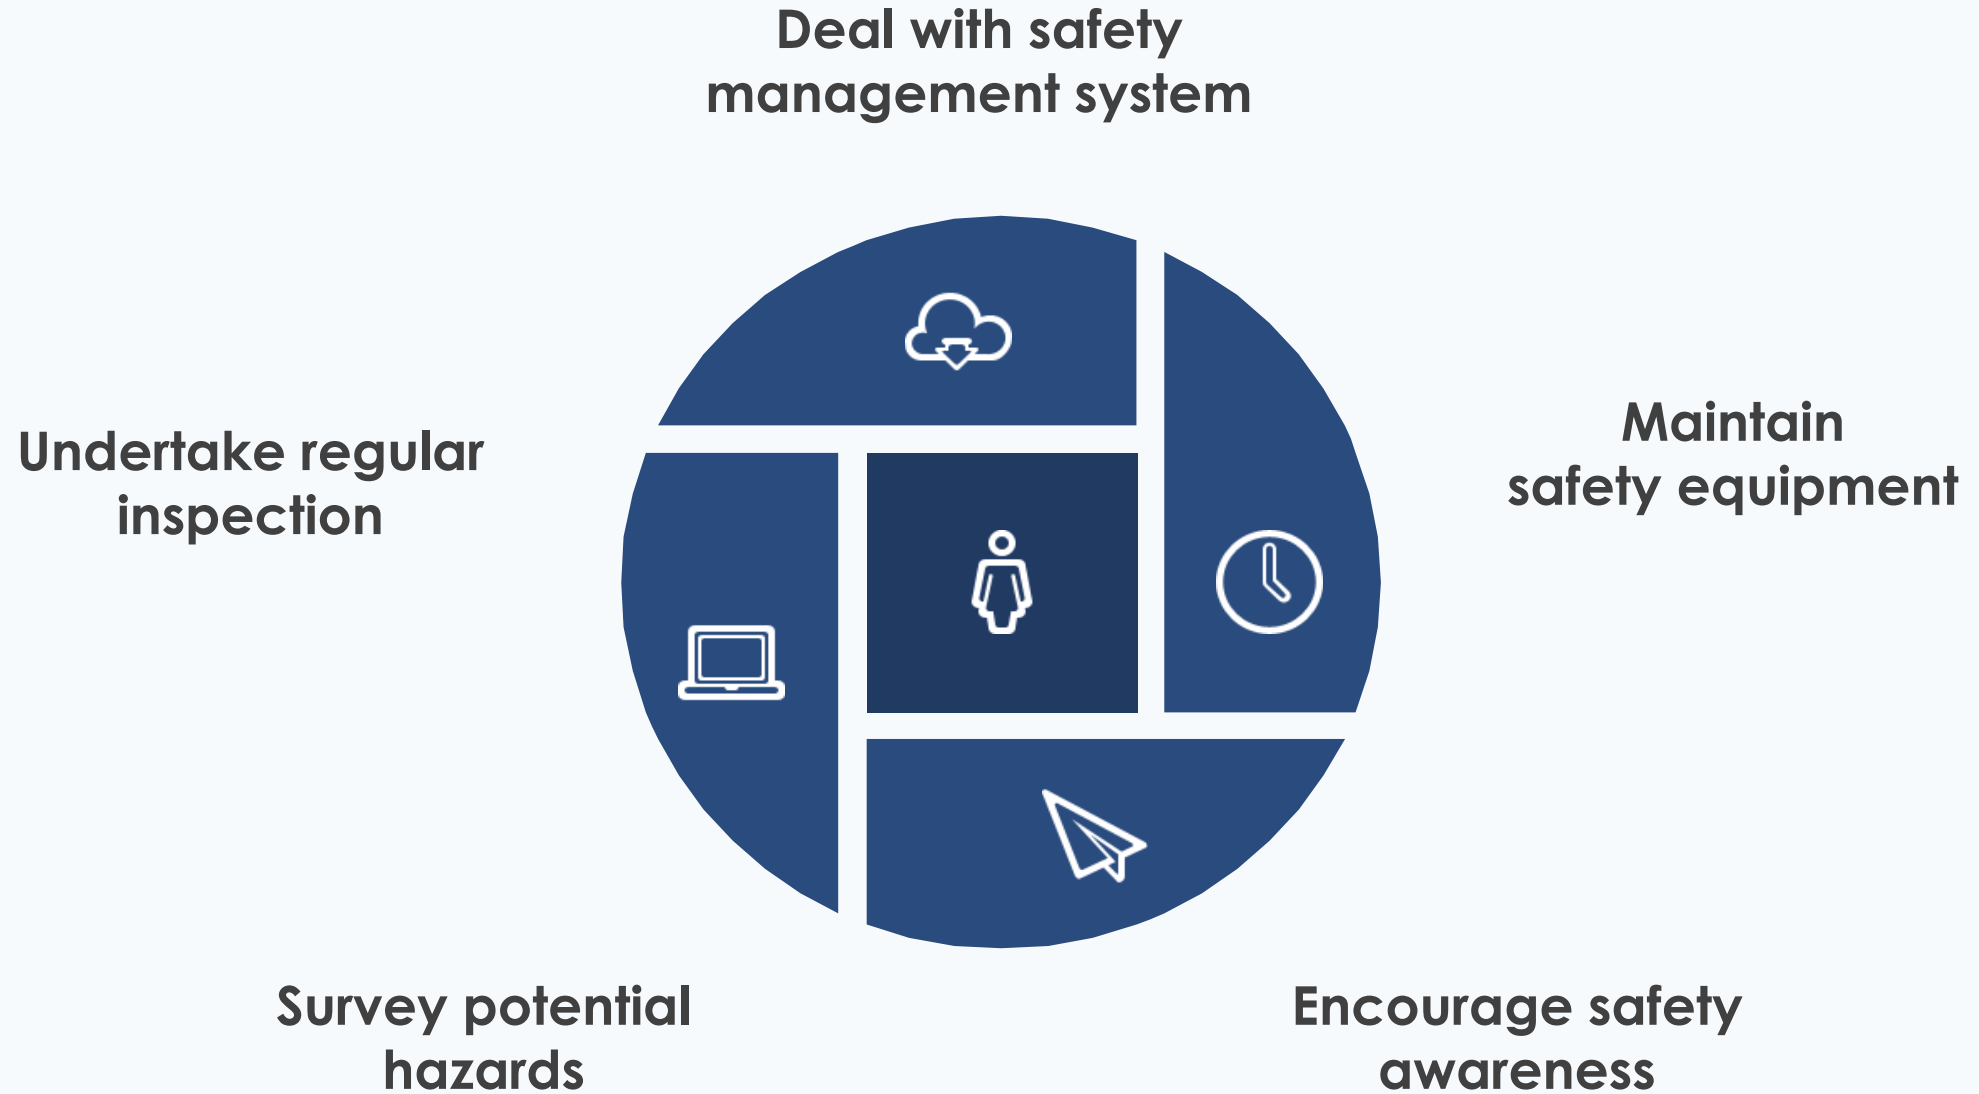 Deal with safety
management system
Undertake regular
inspection
Maintain
safety equipment
Survey potential
hazards
Encourage safety
awareness